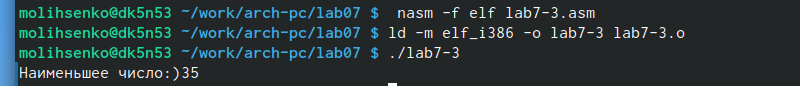 molihsenko@dk5n53 ~/work/arch-pc/lab07 $  nasm -f elf lab7-3.asm
molihsenko@dk5n53 ~/work/arch-pc/lab07 $ ld -m elf_i386 -o lab7-3 lab7-3.o
molihsenko@dk5n53 ~/work/arch-pc/lab07 $ ./lab7-3
Наименьшее число:)35